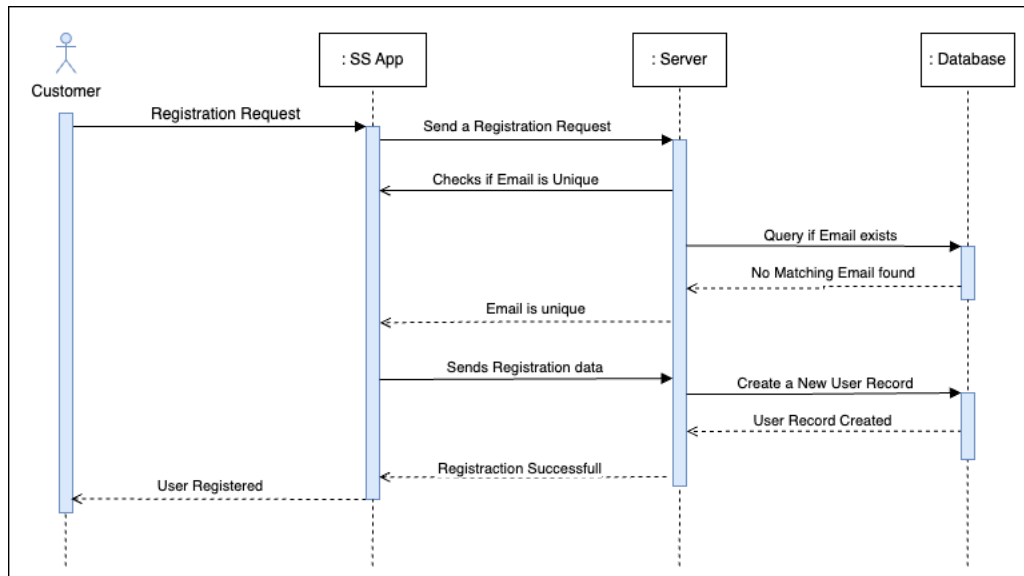 : SS App
: Server
: Database
Customer
Registration Request
Send a Registration Request
Checks if Email is Unique
Query if Email exists
No Matching Email found
Email is unique
Sends Registration data
Create a New User Record
User Record Created
Registraction Successfull
User Registered